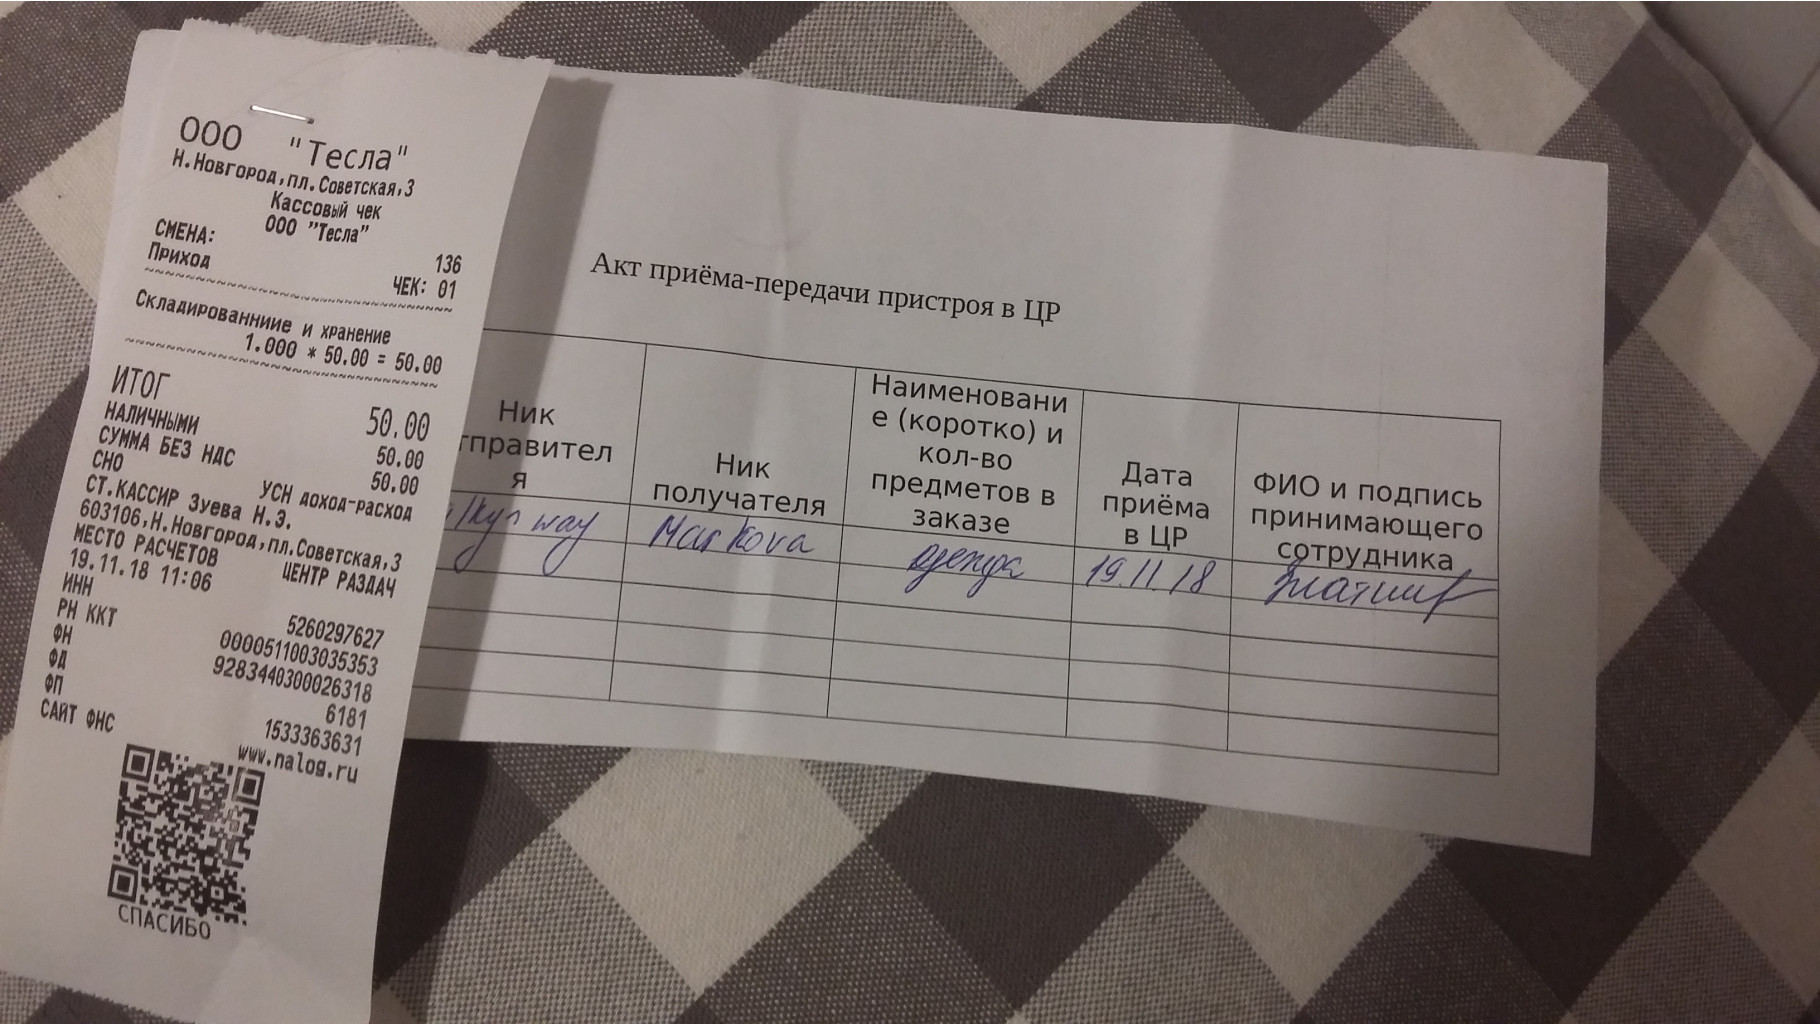 ООО "Тесла"
Н.Новгород,пл.Советская,3
Кассовый чек
ООО "Тесла"
СМЕНА: 136
Приход ЧЕК: 01
~~~~~~~~~~~~~~~~~~~~~~~~~~~~~~~~
Складированниие и хранение
1.000 * 50.00 = 50.00
~~~~~~~~~~~~~~~~~~~~~~~~~~~~~~~~
ИТОГ 50.00
НАЛИЧНЫМИ 50.00
СУММА БЕЗ НДС 50.00
СНО УСН доход-расход
СТ.КАССИР Зуева Н.Э.
603106,Н.Новгород,пл.Советская,3
МЕСТО РАСЧЕТОВ ЦЕНТР РАЗДАЧ
19.11.18 11:06
ИНН 5260297627
РН ККТ 0000511003035353
ФН 9283440300026318
ФД 6181
ФП 1533363631
САЙТ ФНС www.nalog.ru
СПАСИБО
Акт приёма-передачи пристроя в ЦР
Ник
тправител
я
Ник
получателя
Наименовани
е (коротко) и
кол-во
предметов в
заказе
Дата
приёма
в ЦР
ФИО и подпись
принимающего
сотрудника
way
Markova
одежда
19.11.18